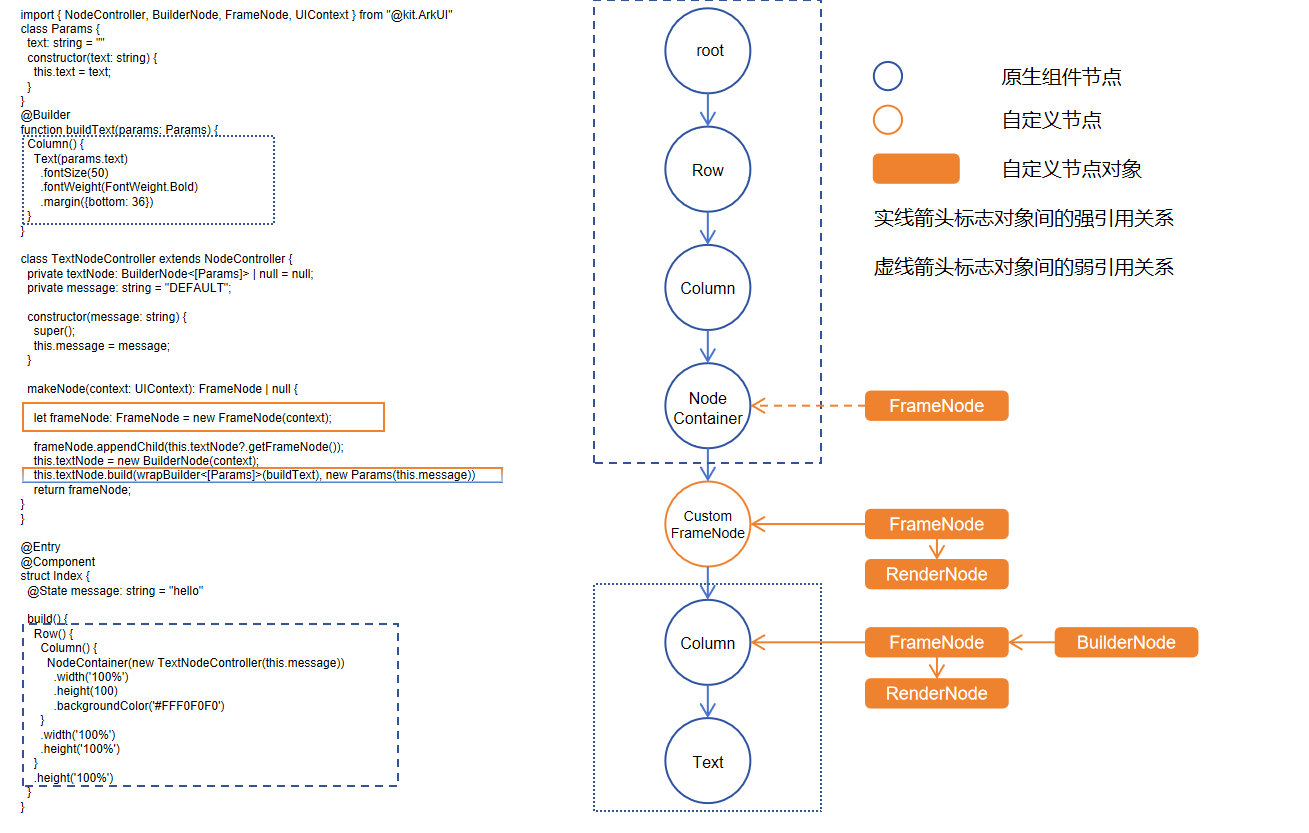 import { NodeController, BuilderNode, FrameNode, UIContext } from "@kit.ArkUI"
class Params {
text: string = ""
constructor(text: string) {
this.text = text;
}
}
@Builder
function buildText(params: Params) {
Column() {
Text(params.text)
.fontSize(50)
.fontWeight(FontWeight.Bold)
.margin({bottom: 36})
}
}
class TextNodeController extends NodeController {
private textNode: BuilderNode<[Params]> | null = null;
private message: string = "DEFAULT";
constructor(message: string) {
super();
this.message = message;
}
makeNode(context: UIContext): FrameNode | null {
let frameNode: FrameNode = new FrameNode(context);
frameNode.appendChild(this.textNode?.getFrameNode());
this.textNode = new BuilderNode(context);
this.textNode.build(wrapBuilder<[Params]>(buildText), new Params(this.message))
return frameNode;
}
}
@Entry
@Component
struct Index {
@State message: string = "hello"
build() {
Row() {
Column() {
NodeContainer(new TextNodeController(this.message))
.width('100%')
.height(100)
.backgroundColor('#FFF0F0F0')
}
.width('100%')
.height('100%')
}
.height('100%')
}
}
root
Row
Column
Node
Container
FrameNode
Custom
FrameNode
FrameNode
RenderNode
Column
FrameNode
BuilderNode
RenderNode
Text
原生组件节点
自定义节点
自定义节点对象
实线箭头标志对象间的强引用关系
虚线箭头标志对象间的弱引用关系